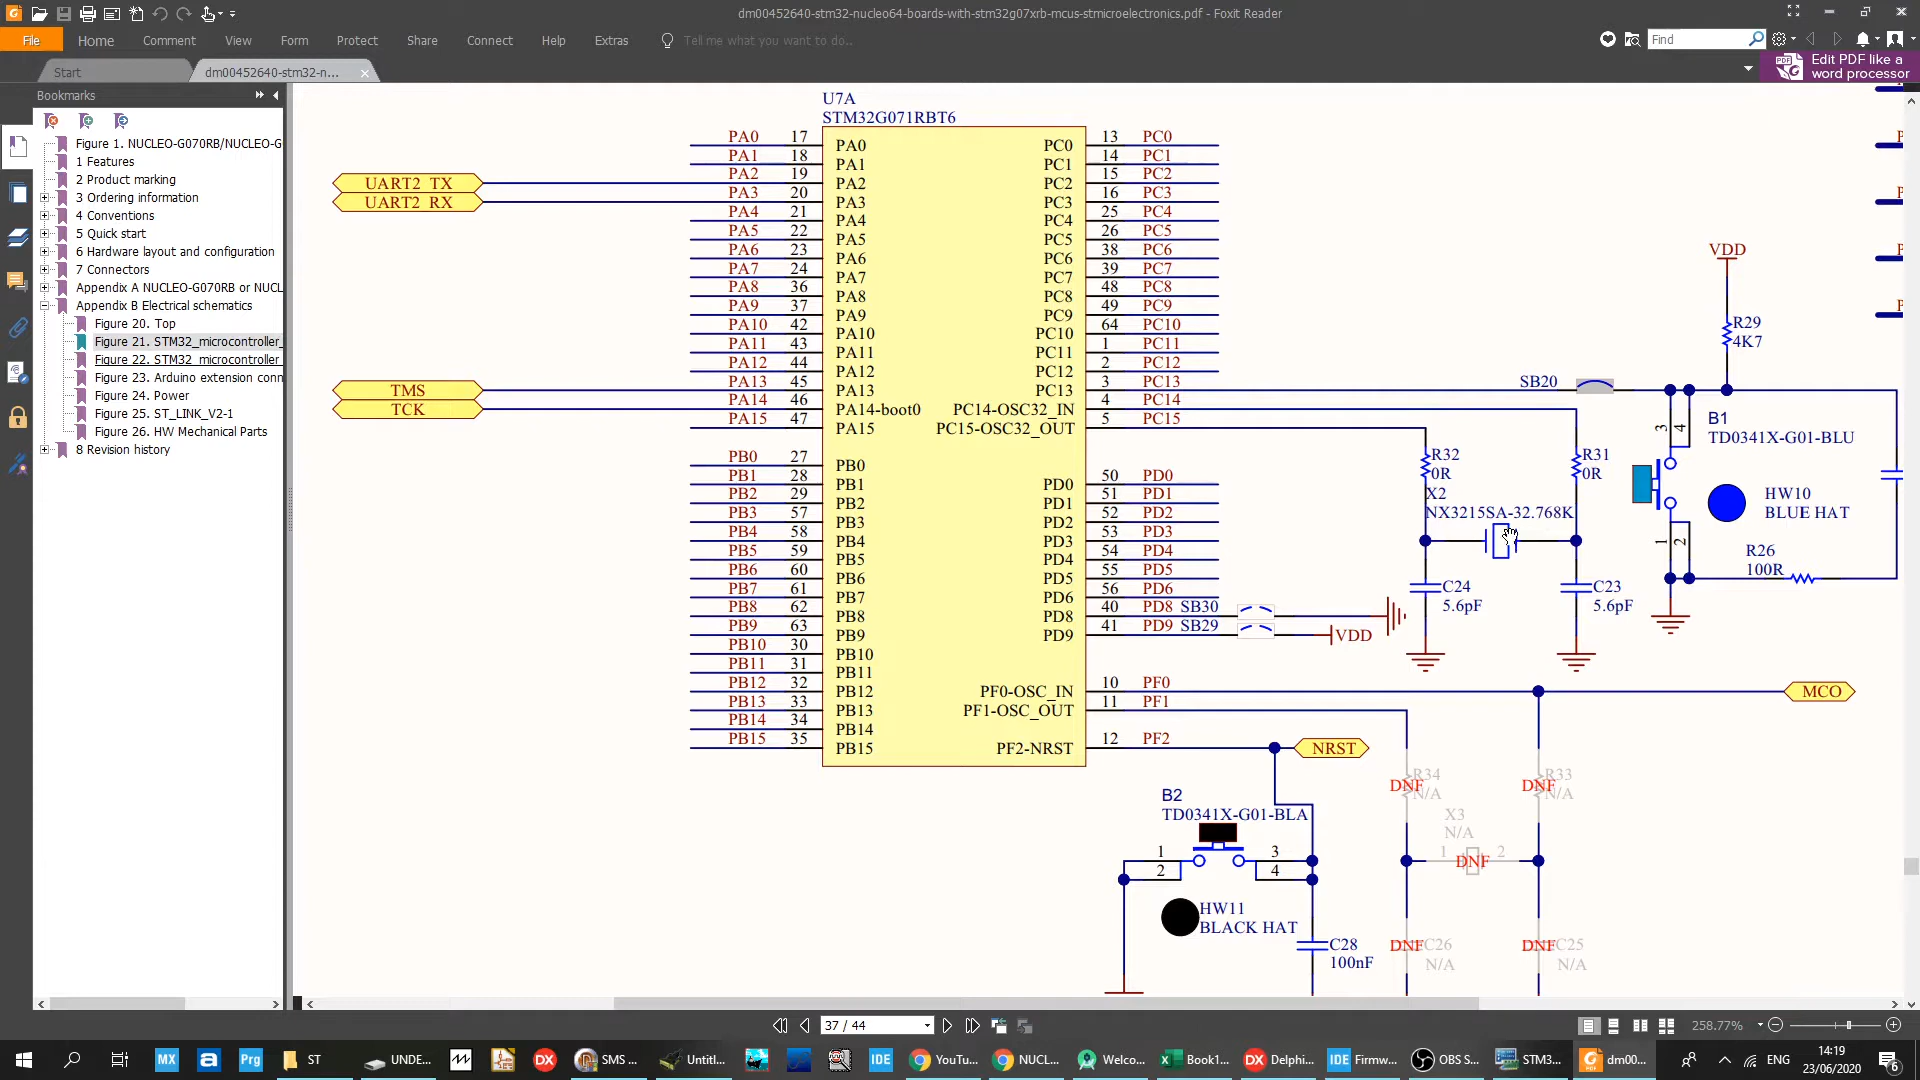 dm00452640-stm32-nucleo64-boards-with-stm32g07xrb-mcus-stmicroelectronics.pdf - Foxit Reader
File Home Comment View Form Protect Share Connect Help Extras Tell me what you want to do.. Find
Start
dm00452640-stm32-n...
Edit PDF like a
word processor
Bookmarks
Figure 1. NUCLEO-G070RB/NUCLEO-G
1 Features
2 Product marking
3 Ordering information
4 Conventions
5 Quick start
6 Hardware layout and configuration
7 Connectors
Appendix A NUCLEO-G070RB or NUCL
Appendix B Electrical schematics
Figure 20. Top
Figure 21. STM32_microcontroller_
Figure 22. STM32_microcontroller
Figure 23. Arduino extension conn
Figure 24. Power
Figure 25. ST_LINK_V2-1
Figure 26. HW Mechanical Parts
8 Revision history
U7A
STM32G071RBT6
PA0 17 PA0 PC0 13 PC0
PA1 18 PA1 PC1 14 PC1
UART2_TX PA2 19 PA2 PC2 15 PC2
UART2_RX PA3 20 PA3 PC3 16 PC3
PA4 21 PA4 PC4 25 PC4
PA5 22 PA5 PC5 26 PC5
PA6 23 PA6 PC6 38 PC6
PA7 24 PA7 PC7 39 PC7
PA8 36 PA8 PC8 48 PC8
PA9 37 PA9 PC9 49 PC9
PA10 42 PA10 PC10 64 PC10
PA11 43 PA11 PC11 1 PC11
PA12 44 PA12 PC12 2 PC12
TMS PA13 45 PA13 PC13 3 PC13 SB20
TCK PA14 46 PA14-boot0 PC14-OSC32_IN 4 PC14
PA15 47 PA15 PC15-OSC32_OUT 5 PC15
PB0 27 PB0
PB1 28 PB1 PD0 50 PD0
PB2 29 PB2 PD1 51 PD1
PB3 57 PB3 PD2 52 PD2
PB4 58 PB4 PD3 53 PD3
PB5 59 PB5 PD4 54 PD4
PB6 60 PB6 PD5 55 PD5
PB7 61 PB7 PD6 56 PD6
PB8 62 PB8 PD8 40 PD8 SB30
PB9 63 PB9 PD9 41 PD9 SB29 VDD
PB10 30 PB10
PB11 31 PB11
PB12 32 PB12 PF0-OSC_IN 10 PF0 MCO
PB13 33 PB13 PF1-OSC_OUT 11 PF1
PB14 34 PB14
PB15 35 PB15 PF2-NRST 12 PF2 NRST
VDD
R29
4K7
B1
TD0341X-G01-BLU
3 4
1 2
HW10
BLUE HAT
R26
100R
R32
0R
R31
0R
X2
NX3215SA-32.768K
C24
5.6pF
C23
5.6pF
B2
TD0341X-G01-BLA
1 3
2 4
HW11
BLACK HAT
C28
100nF
R34
DNF
N/A
R33
DNF
N/A
X3
N/A
1 DNF 2
DNF C26
N/A
DNF C25
N/A
37 / 44
258.77%
MX Prg ST UNDE... DX SMS ... Untitl... IDE YouTu... NUCL... Welco... Book1... DX Delphi... IDE Firmw... OBS S... STM3... dm00... ENG 14:19
23/06/2020
6